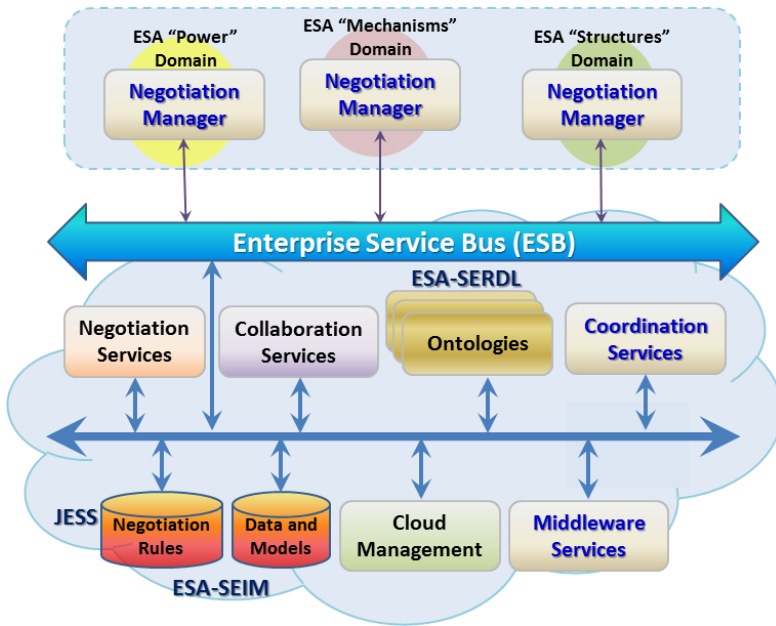 ESA “Power”
Domain
Negotiation
Manager
ESA “Mechanisms”
Domain
Negotiation
Manager
ESA “Structures”
Domain
Negotiation
Manager
Enterprise Service Bus (ESB)
ESA-SERDL
Negotiation
Services
Collaboration
Services
Ontologies
Coordination
Services
JESS
Negotiation
Rules
Data and
Models
Cloud
Management
Middleware
Services
ESA-SEIM